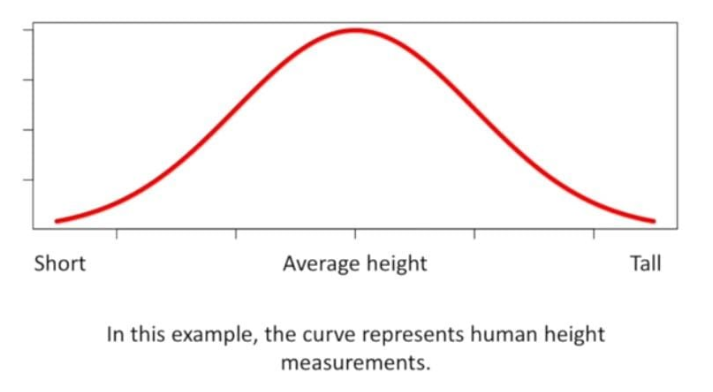 Short Average height Tall
In this example, the curve represents human height
measurements.